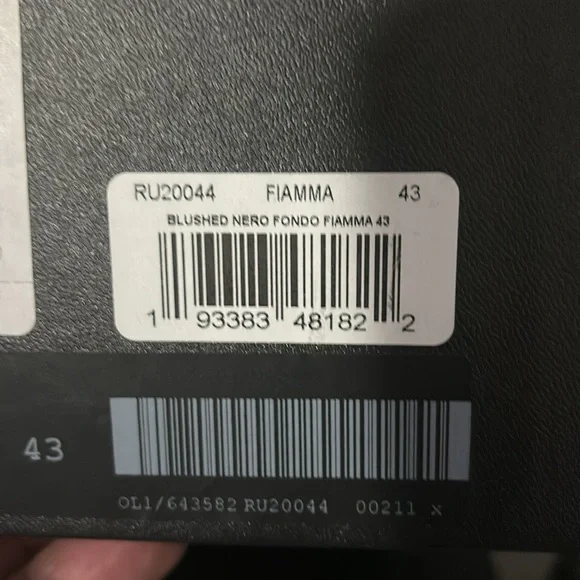 RU20044 FIAMMA 43
BLUSHED NERO FONDO FIAMMA 43
1 93383 48182 2
43
OL1/643582 RU20044 00211 x